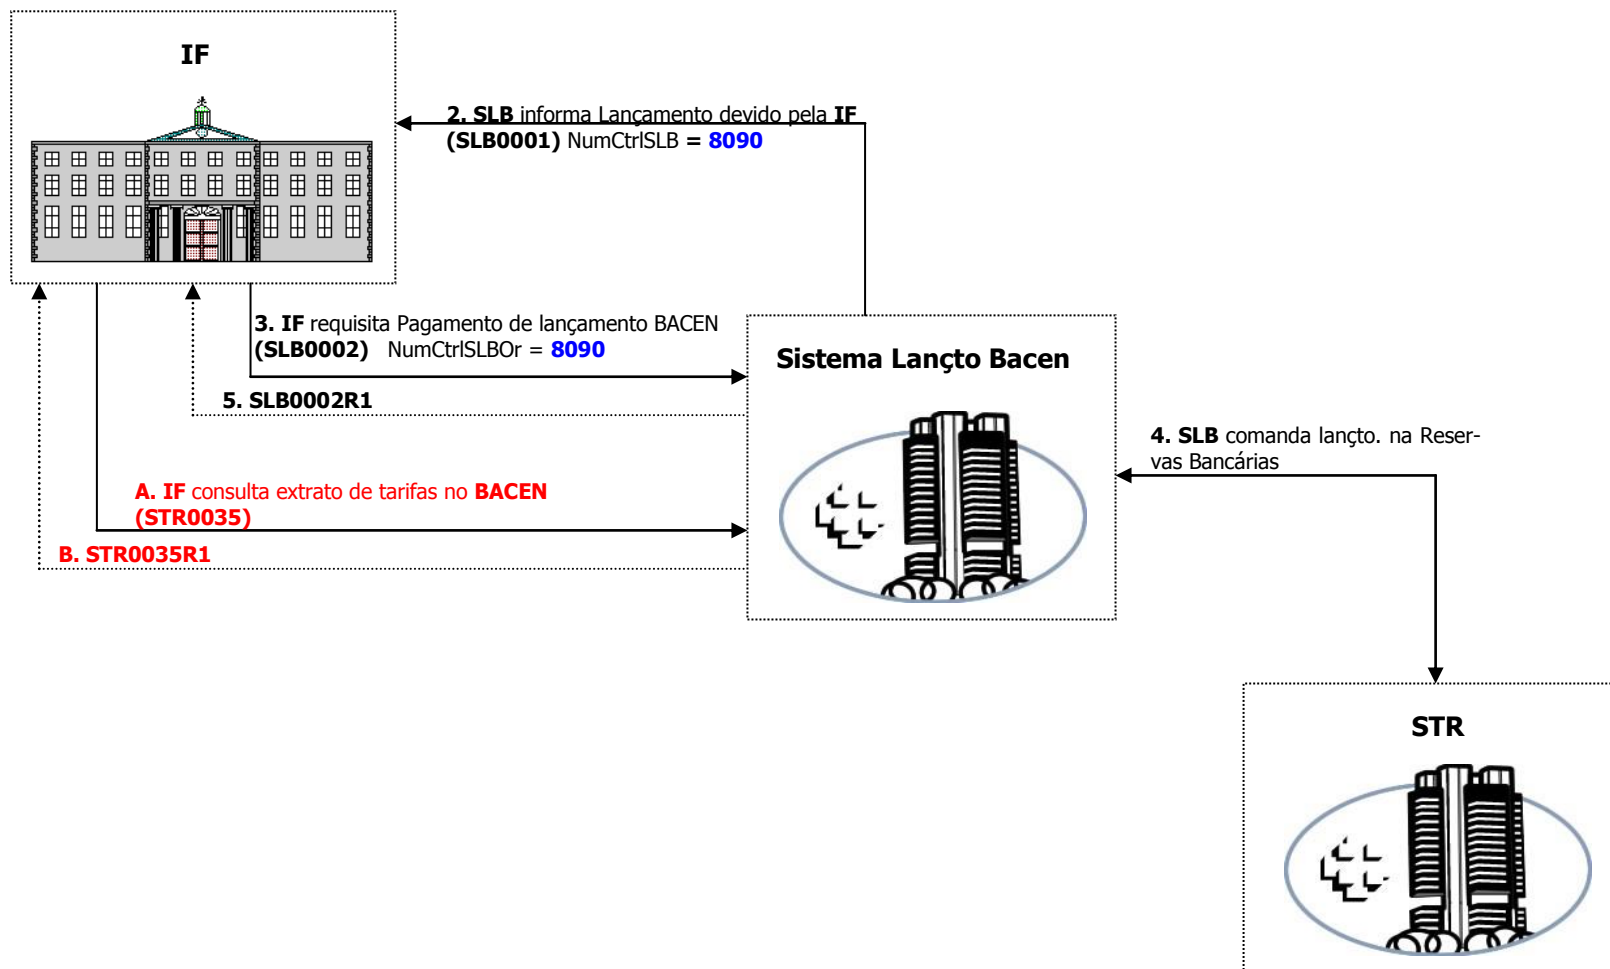 IF
2. SLB informa Lançamento devido pela IF
(SLB0001) NumCtrlSLB = 8090
3. IF requisita Pagamento de lançamento BACEN
(SLB0002) NumCtrlSLBOr = 8090
Sistema Lançto Bacen
5. SLB0002R1
4. SLB comanda lançto. na Reser-
vas Bancárias
A. IF consulta extrato de tarifas no BACEN
(STR0035)
B. STR0035R1
STR